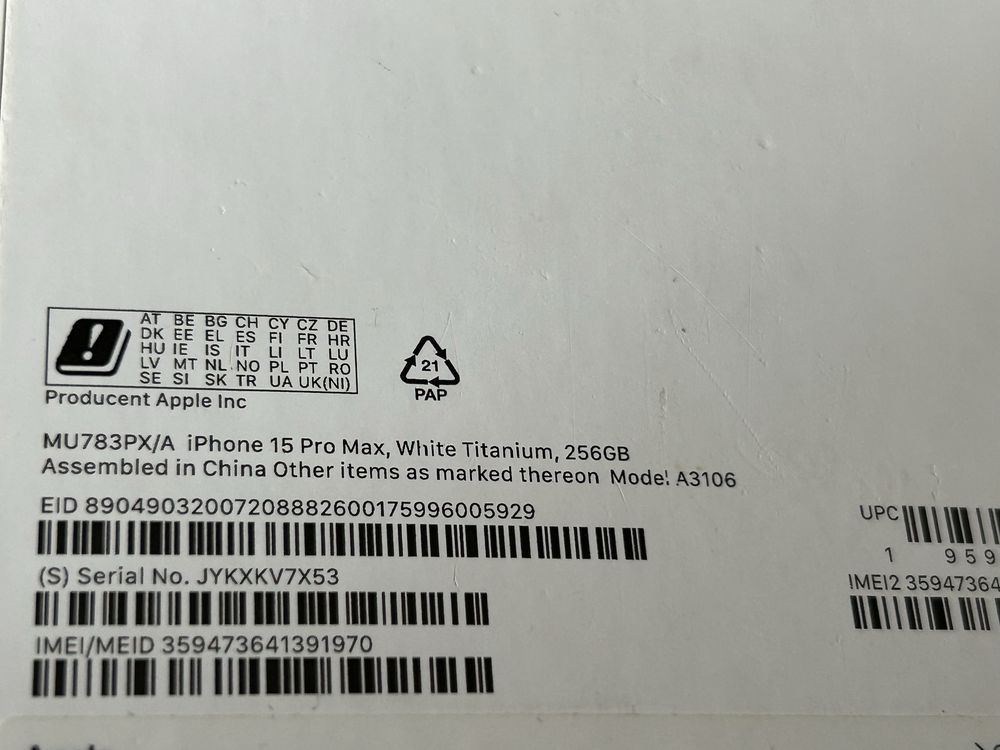 AT BE BG CH CY CZ DE
DK EE EL ES FI FR HR
HU IE IS IT LI LT LU
LV MT NL NO PL PT RO
SE SI SK TR UA UK(NI)
Producent Apple Inc
21
PAP
MU783PX/A iPhone 15 Pro Max, White Titanium, 256GB
Assembled in China Other items as marked thereon Model A3106
EID 89049032007208882600175996005929
UPC
1 959
(S) Serial No. JYKXKV7X53
IMEI2 35947364
IMEI/MEID 359473641391970